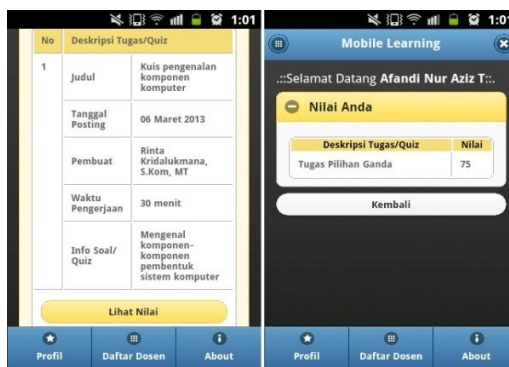 1:01
No Deskripsi Tugas/Quiz
1
Judul
Kuis pengenalan
komponen
komputer
Tanggal
Posting
06 Maret 2013
Pembuat
Rinta
Kridalukmana,
S.Kom, MT
Waktu
Pengerjaan
30 menit
Info Soal/
Quiz
Mengenal
komponen-
komponen
pembentuk
sistem komputer
Lihat Nilai
Profil Daftar Dosen About
1:01
Mobile Learning
.::Selamat Datang Afandi Nur Aziz T::.
Nilai Anda
Deskripsi Tugas/Quiz Nilai
Tugas Pilihan Ganda 75
Kembali
Profil Daftar Dosen About